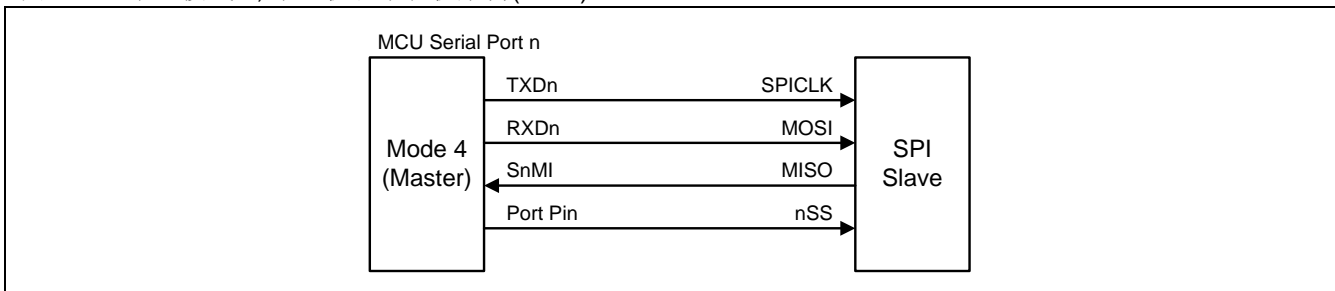 MCU Serial Port n
TXDn SPICLK
RXDn MOSI
Mode 4
(Master)
SnMI MISO
SPI
Slave
Port Pin nSS